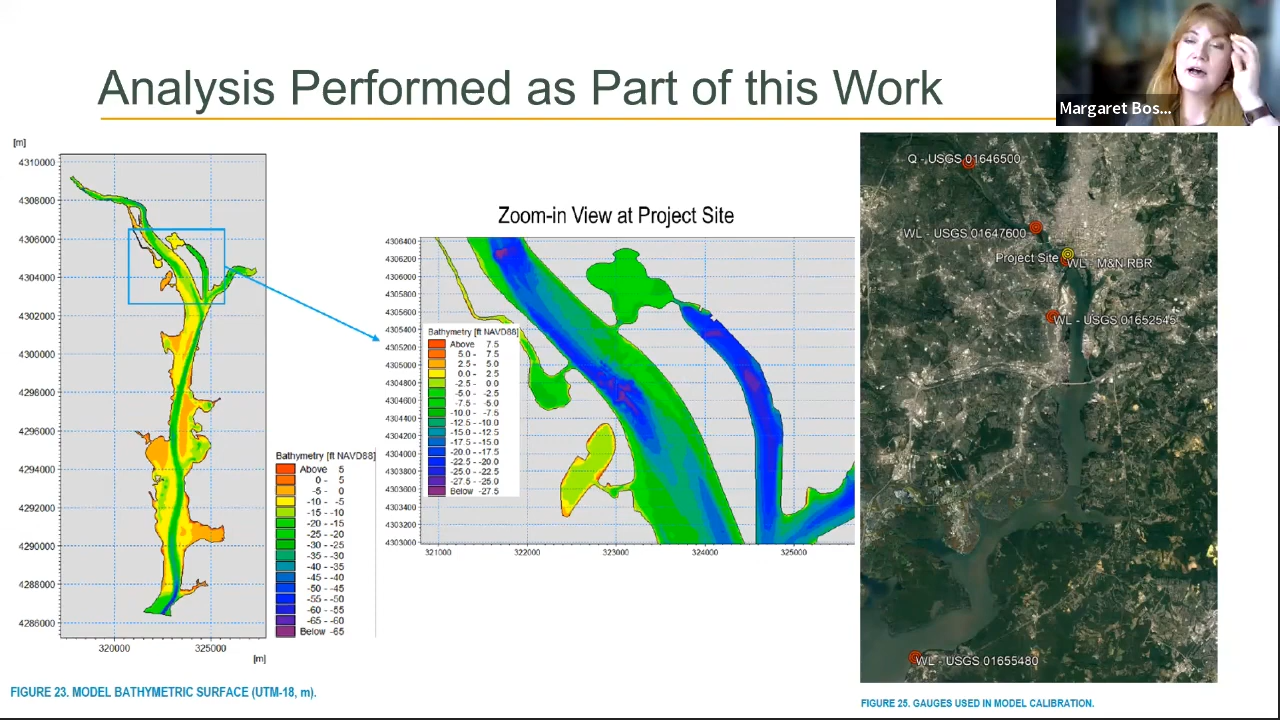 Analysis Performed as Part of this Work
Margaret Bos...
[m]
4310000
4308000
4306000
4304000
4302000
4300000
4298000
4296000
4294000
4292000
4290000
4288000
4286000
320000
325000
[m]
Bathymetry [ft NAVD88]
Above 5
0 - 5
-5 - 0
-10 - -5
-15 - -10
-20 - -15
-25 - -20
-30 - -25
-35 - -30
-40 - -35
-45 - -40
-50 - -45
-55 - -50
-60 - -55
-65 - -60
Below -65
FIGURE 23. MODEL BATHYMETRIC SURFACE (UTM-18, m).
Zoom-in View at Project Site
4306400
4306200
4306000
4305800
4305600
4305400
4305200
4305000
4304800
4304600
4304400
4304200
4304000
4303800
4303600
4303400
4303200
4303000
321000
322000
323000
324000
325000
Bathymetry [ft NAVD88]
Above 7.5
5.0 - 7.5
2.5 - 5.0
0.0 - 2.5
-2.5 - 0.0
-5.0 - -2.5
-7.5 - -5.0
-10.0 - -7.5
-12.5 - -10.0
-15.0 - -12.5
-17.5 - -15.0
-20.0 - -17.5
-22.5 - -20.0
-25.0 - -22.5
-27.5 - -25.0
Below -27.5
Q - USGS 01646500
WL - USGS 01647600
Project Site
WL - M&N RBR
WL - USGS 01652545
WL - USGS 01655480
FIGURE 25. GAUGES USED IN MODEL CALIBRATION.